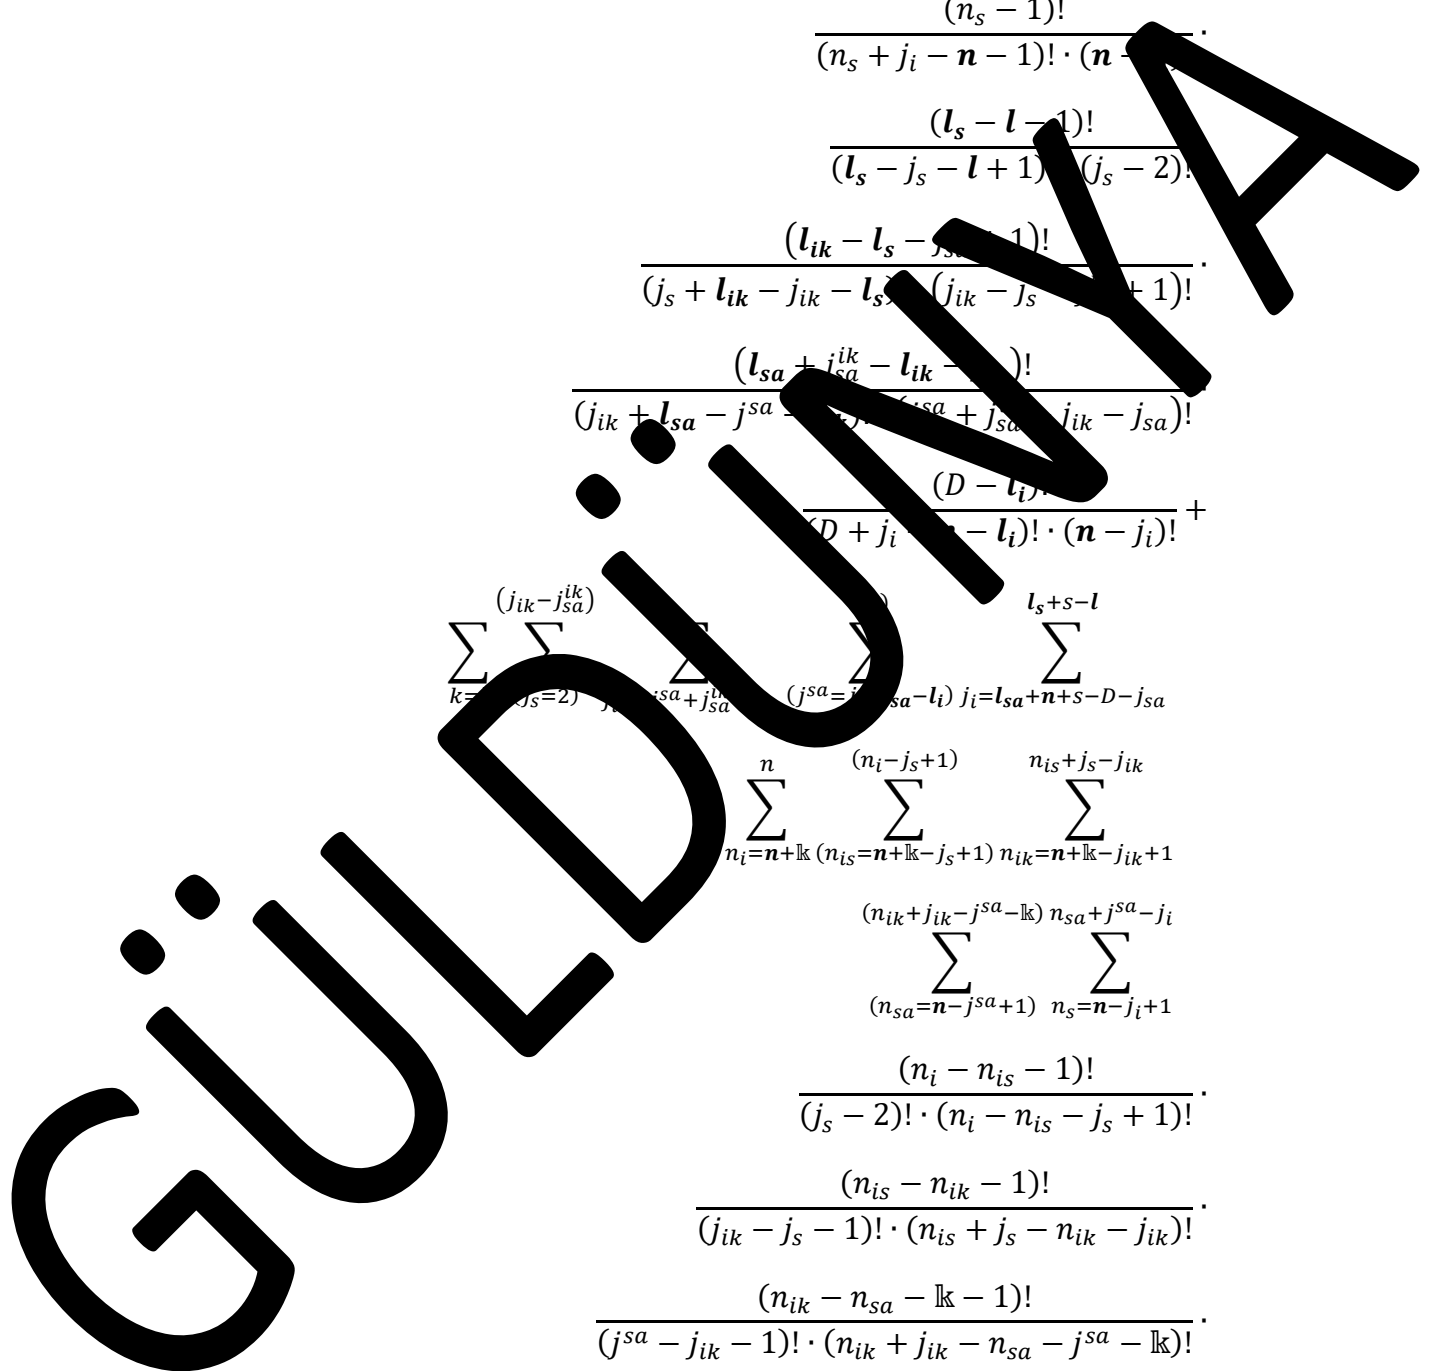 (n_s − 1)!
(n_s + j_i − n − 1)! · (n ·
(l_s − l − 1)!
(l_s − j_s − l + 1) (j_s − 2)!
(l_ik − l_s − 1)! ·
(j_s + l_ik − j_ik − l_s) (j_ik − j_s + 1)!
(l_sa + j_sa^ik − l_ik − )!
(j_ik + l_sa − j^sa − (j^sa + j_ik − j_sa)!
(D − l_i)!
(D + j_i − l_i)! · (n − j_i)! +
(j_ik−j_sa^ik) l_s+s−l
∑ ∑ ∑ ∑ ∑
k= (j_s=2) j^sa+j_sa^ik (j^sa= −l_i) j_i=l_sa+n+s−D−j_sa
n (n_i−j_s+1) n_is+j_s−j_ik
∑ ∑ ∑
n_i=n+𝕜 (n_is=n+𝕜−j_s+1) n_ik=n+𝕜−j_ik+1
(n_ik+j_ik−j^sa−𝕜) n_sa+j^sa−j_i
∑ ∑
(n_sa=n−j^sa+1) n_s=n−j_i+1
(n_i − n_is − 1)!
(j_s − 2)! · (n_i − n_is − j_s + 1)! ·
(n_is − n_ik − 1)!
(j_ik − j_s − 1)! · (n_is + j_s − n_ik − j_ik)! ·
(n_ik − n_sa − 𝕜 − 1)!
(j^sa − j_ik − 1)! · (n_ik + j_ik − n_sa − j^sa − 𝕜)! ·
GÜLDÜNYA